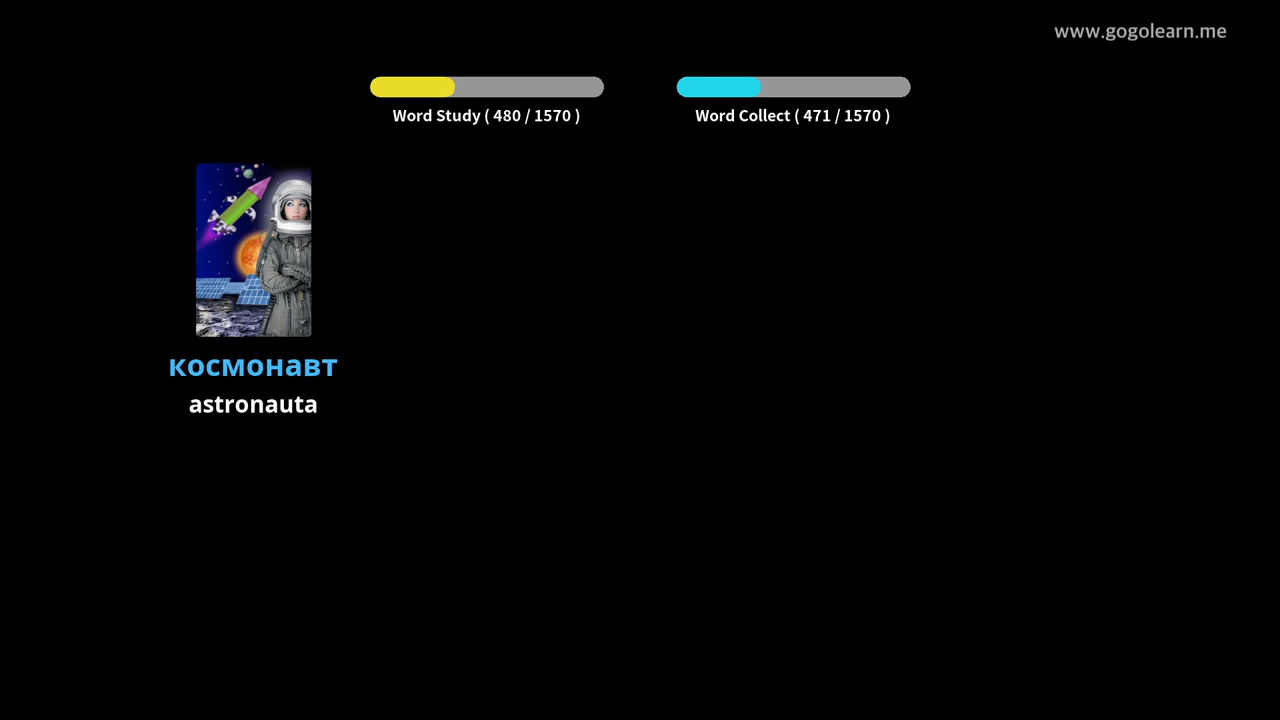 www.gogolearn.me
Word Study ( 480 / 1570 )
Word Collect ( 471 / 1570 )
космонавт
astronauta